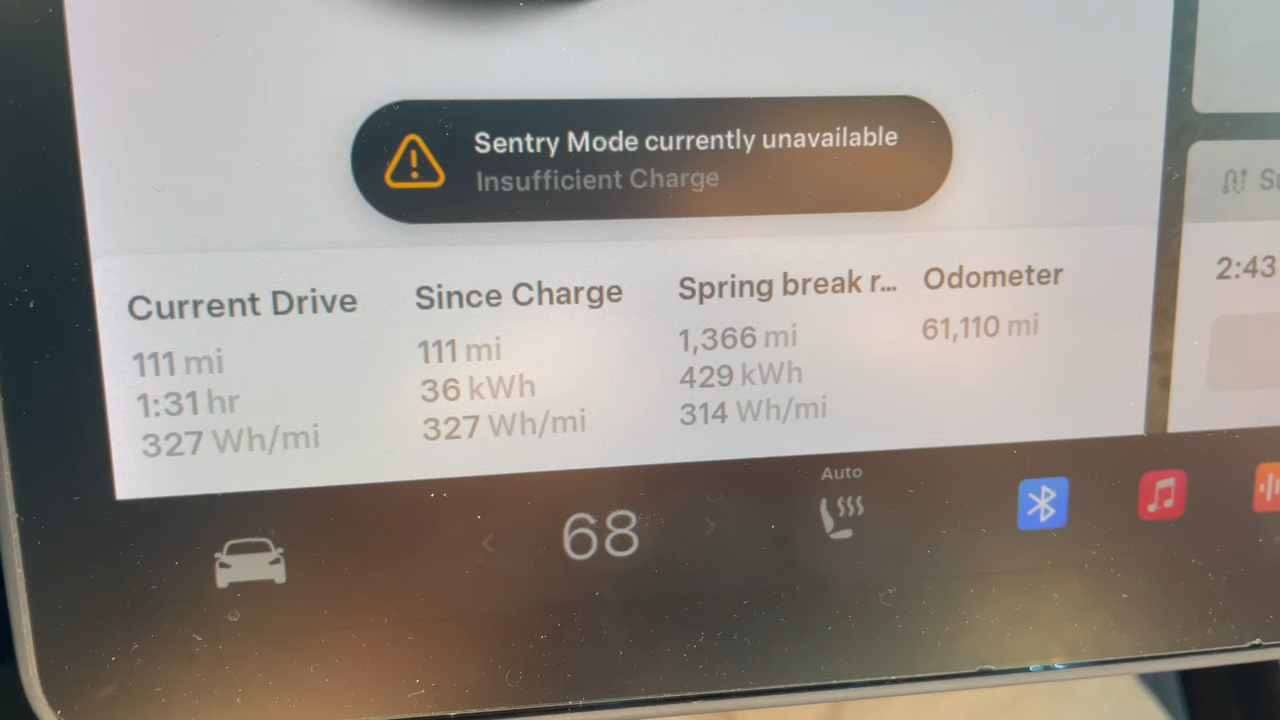 Sentry Mode currently unavailable
Insufficient Charge
Current Drive
111 mi
1:31 hr
327 Wh/mi
Since Charge
111 mi
36 kWh
327 Wh/mi
Spring break r...
1,366 mi
429 kWh
314 Wh/mi
Odometer
61,110 mi
2:43
68
Auto